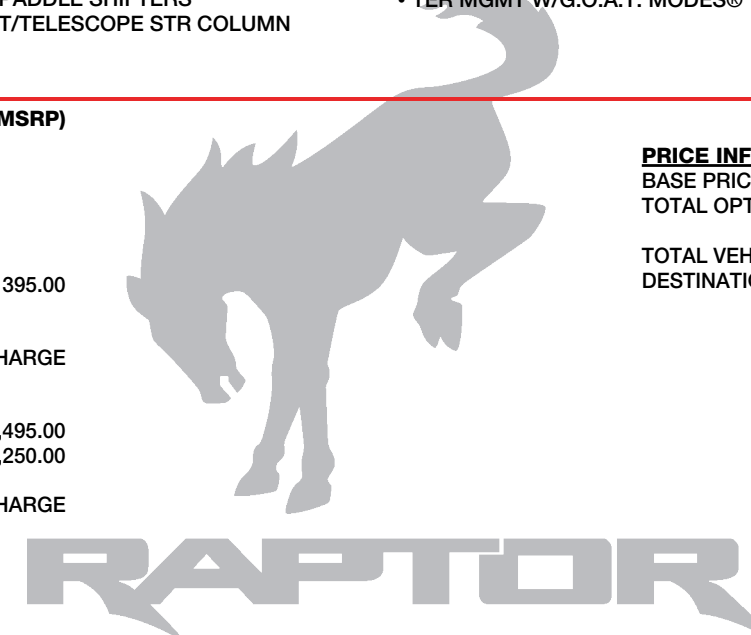 PADDLE SHIFTERS
T/TELESCOPE STR COLUMN
• TER MGMT W/G.O.A.T. MODES®
MSRP)
395.00
HARGE
,495.00
,250.00
HARGE
PRICE INF
BASE PRIC
TOTAL OPT
TOTAL VEH
DESTINATIO
RAPTOR